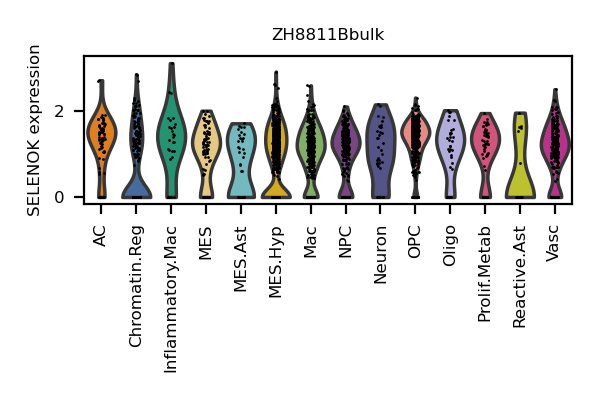 ZH8811Bbulk
SELENOK expression
2
0
AC
Chromatin.Reg
Inflammatory.Mac
MES
MES.Ast
MES.Hyp
Mac
NPC
Neuron
OPC
Oligo
Prolif.Metab
Reactive.Ast
Vasc